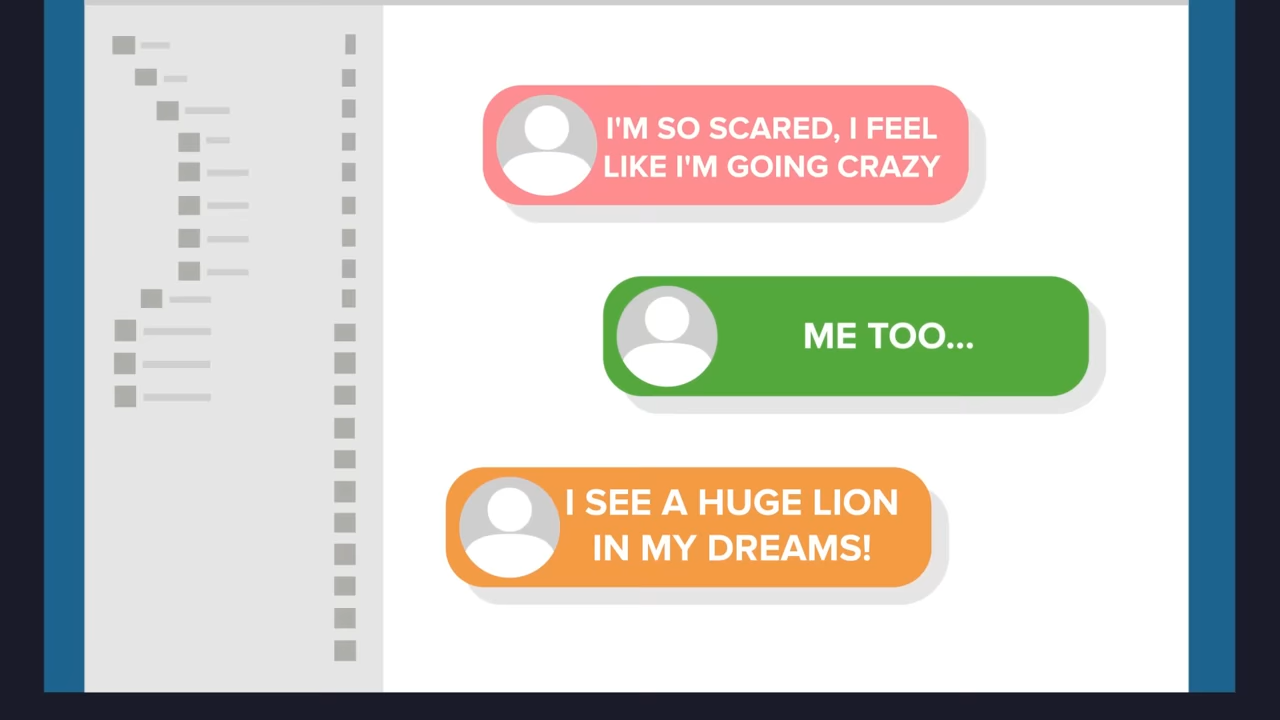 I'M SO SCARED, I FEEL
LIKE I'M GOING CRAZY
ME TOO...
I SEE A HUGE LION
IN MY DREAMS!